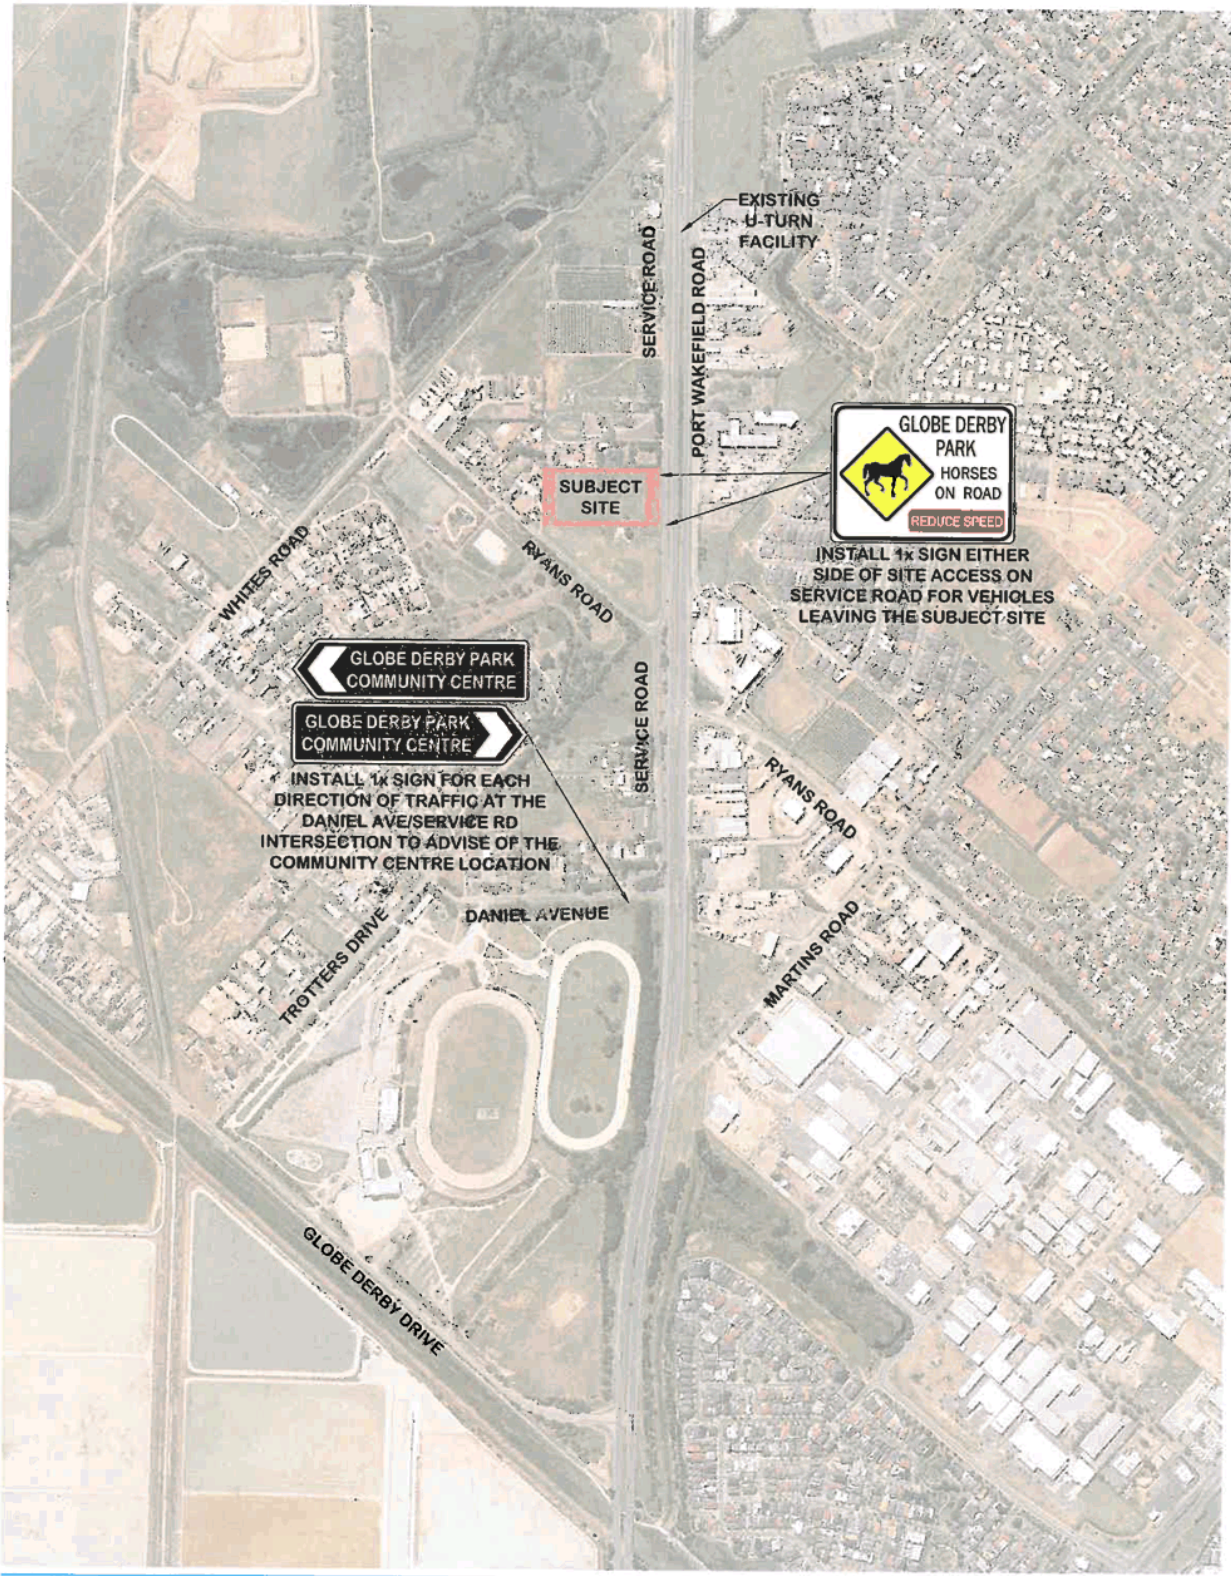 EXISTING
U-TURN
FACILITY
SERVICE ROAD
PORT WAKEFIELD ROAD
GLOBE DERBY
PARK
HORSES
ON ROAD
REDUCE SPEED
SUBJECT
SITE
INSTALL 1x SIGN EITHER
SIDE OF SITE ACCESS ON
SERVICE ROAD FOR VEHICLES
LEAVING THE SUBJECT SITE
WHITES ROAD
RYANS ROAD
GLOBE DERBY PARK
COMMUNITY CENTRE
GLOBE DERBY PARK
COMMUNITY CENTRE
INSTALL 1x SIGN FOR EACH
DIRECTION OF TRAFFIC AT THE
DANIEL AVE/SERVICE RD
INTERSECTION TO ADVISE OF THE
COMMUNITY CENTRE LOCATION
SERVICE ROAD
RYANS ROAD
DANIEL AVENUE
TROTTERS DRIVE
MARTINS ROAD
GLOBE DERBY DRIVE